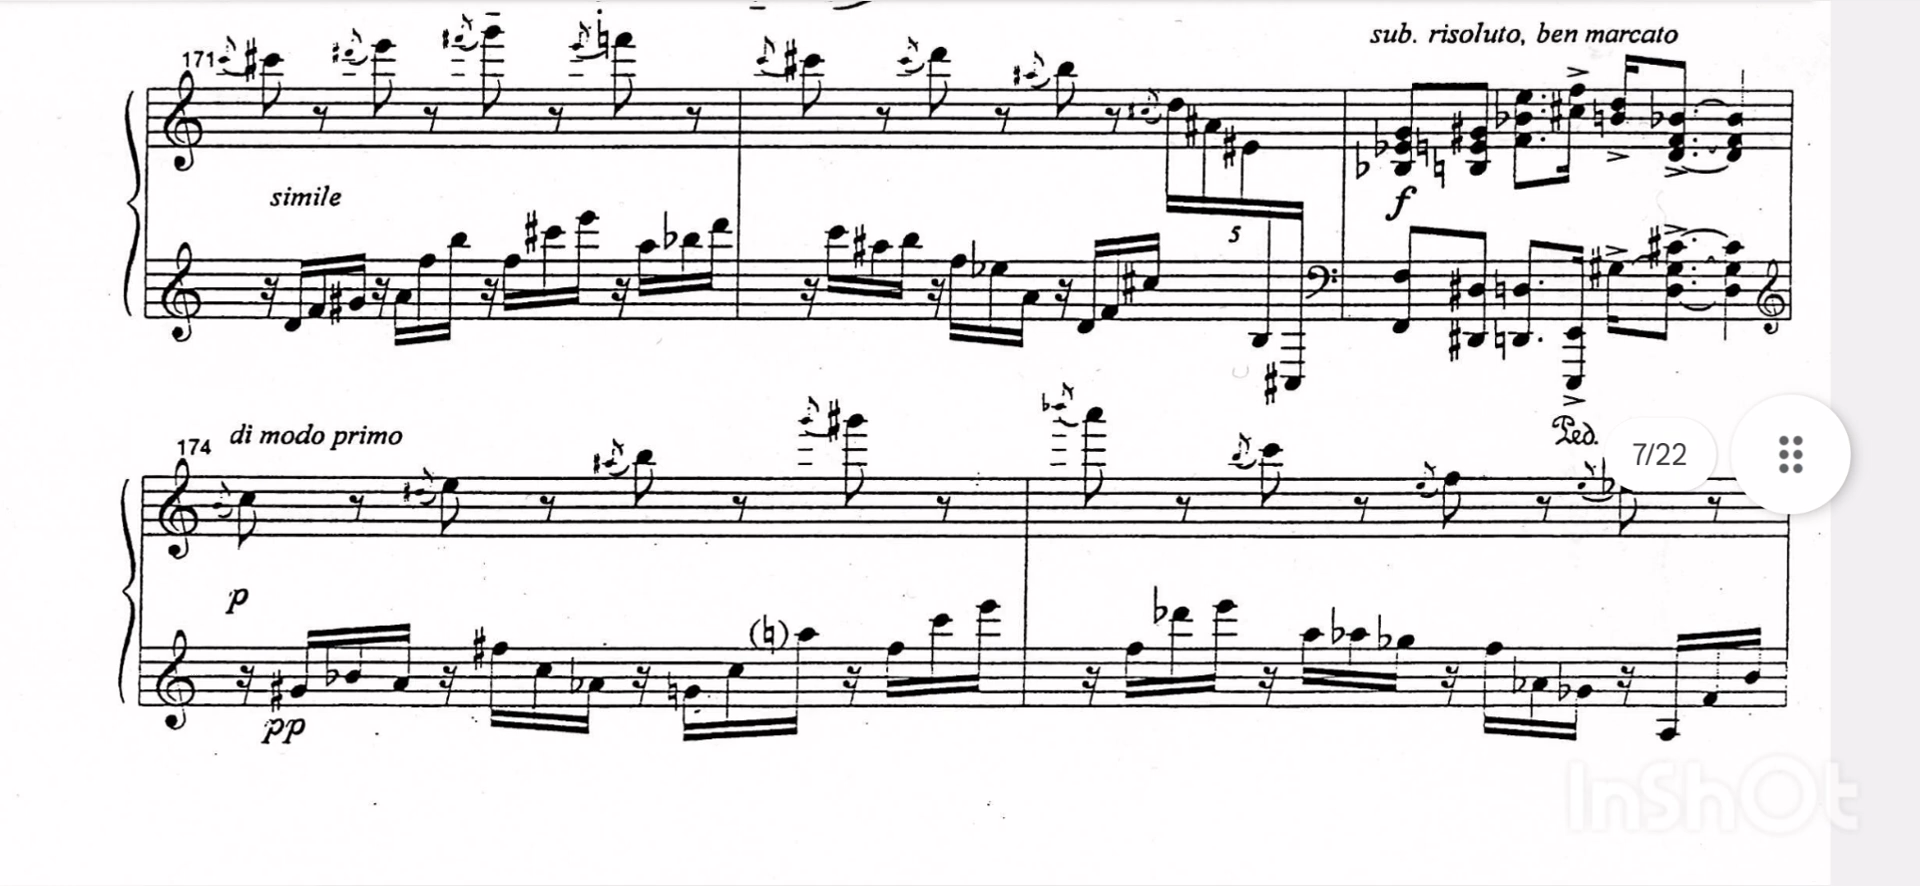 sub. risoluto, ben marcato
171
simile
f
5
174
di modo primo
Ped.
7/22
p
pp
InShOt